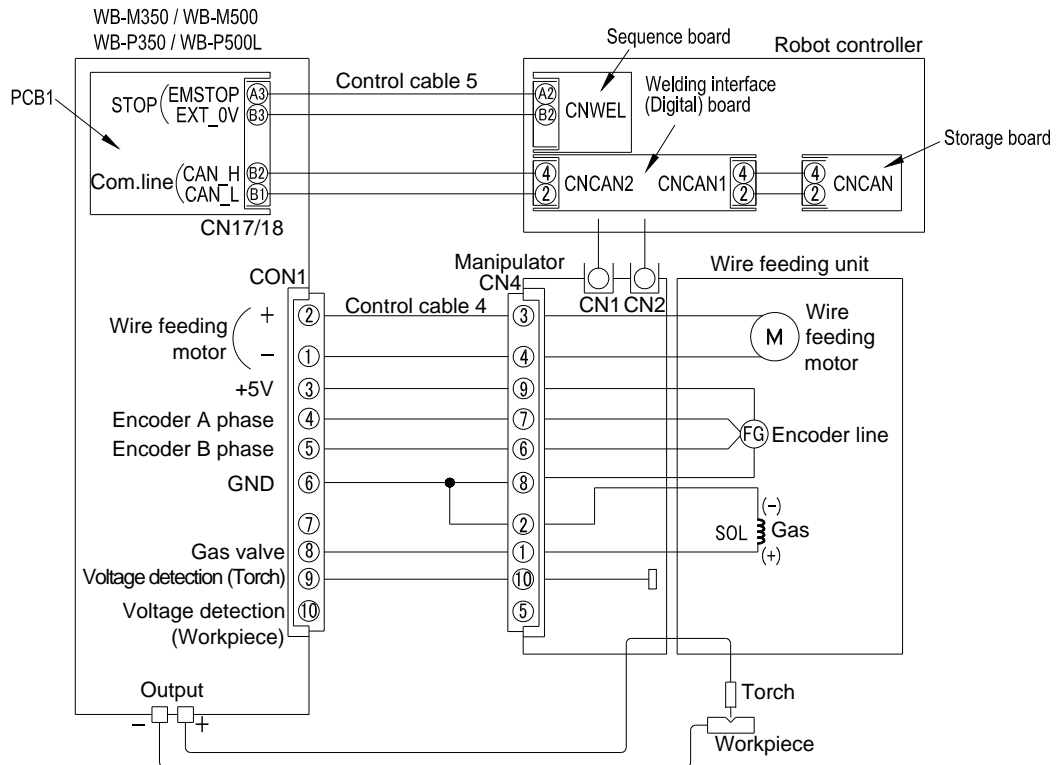 WB-M350 / WB-M500
WB-P350 / WB-P500L
Sequence board
Robot controller
PCB1
STOP
EMSTOP
EXT_0V
A3
B3
Control cable 5
A2
B2
CNWEL
Welding interface
(Digital) board
Storage board
Com.line
CAN_H
CAN_L
B2
B1
4
2
CNCAN2
CNCAN1
4
2
4
2
CNCAN
CN17/18
CON1
Manipulator
CN4
CN1
CN2
Wire feeding unit
Wire feeding
motor
+
−
2
Control cable 4
3
M
Wire
feeding
motor
1
4
+5V
3
9
Encoder A phase
4
7
Encoder B phase
5
6
FG
Encoder line
GND
6
8
7
2
(-)
SOL
Gas
(+)
Gas valve
8
1
Voltage detection (Torch)
9
10
Voltage detection
(Workpiece)
10
5
Output
−
+
Torch
Workpiece